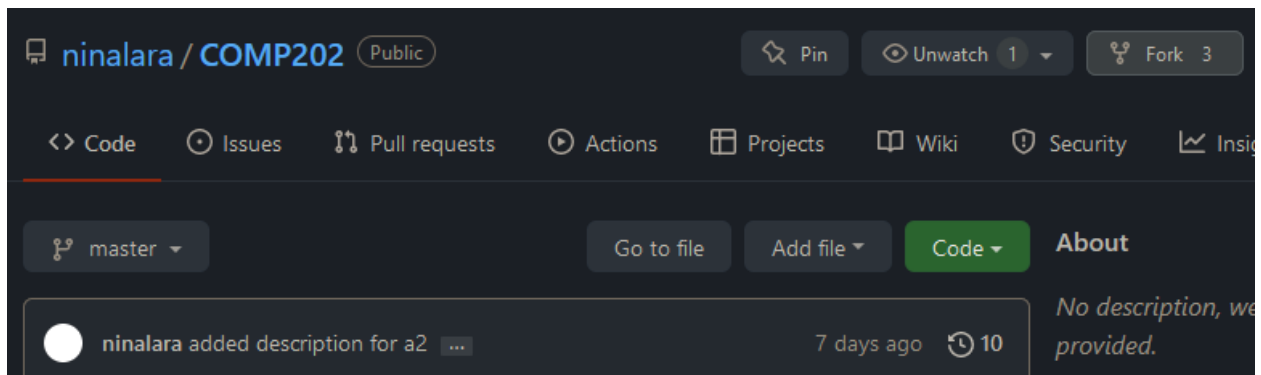 ninalara / COMP202 Public Pin Unwatch 1 Fork 3
Code Issues Pull requests Actions Projects Wiki Security Insig
master Go to file Add file Code About
No description, we
ninalara added description for a2 ... 7 days ago 10
provided.